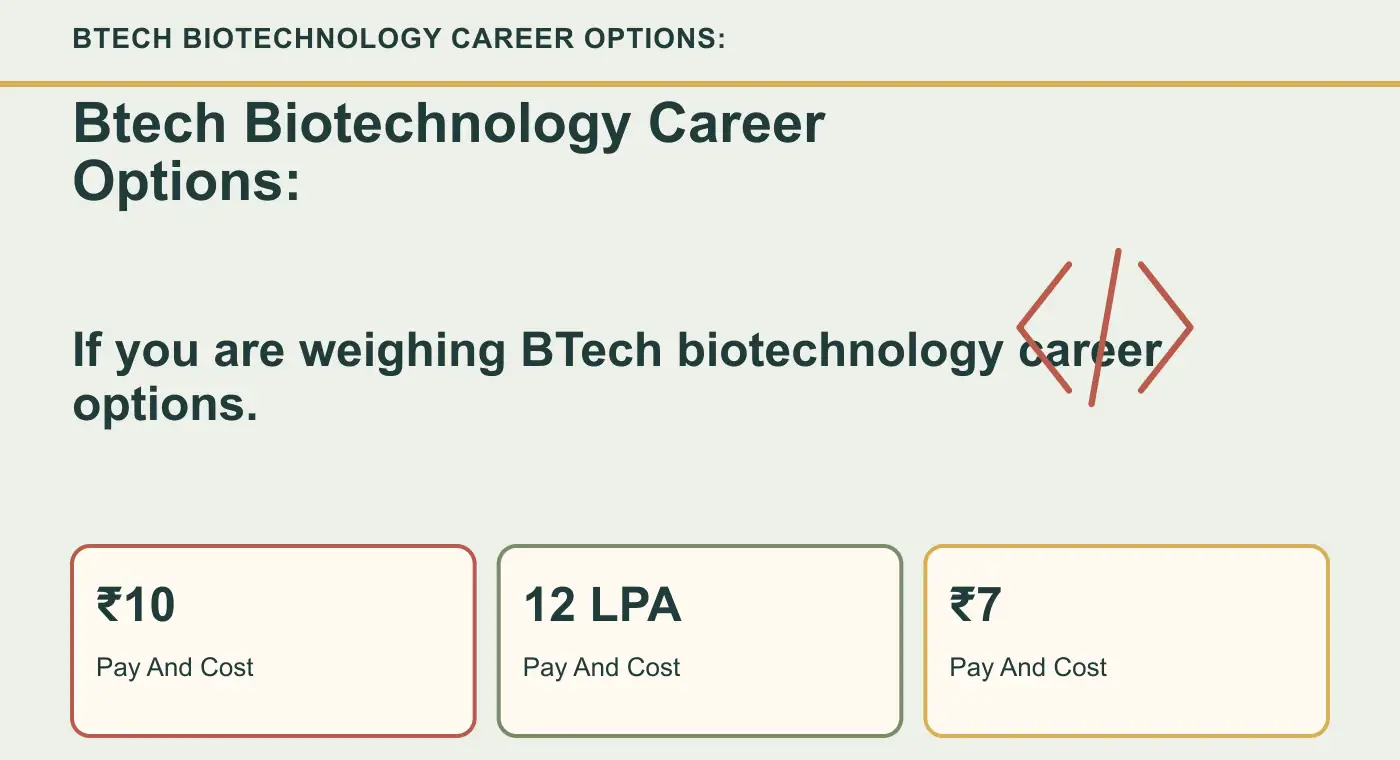 BTECH BIOTECHNOLOGY CAREER OPTIONS:
Btech Biotechnology Career
Options:
If you are weighing BTech biotechnology career
options.
₹10
Pay And Cost
12 LPA
Pay And Cost
₹7
Pay And Cost